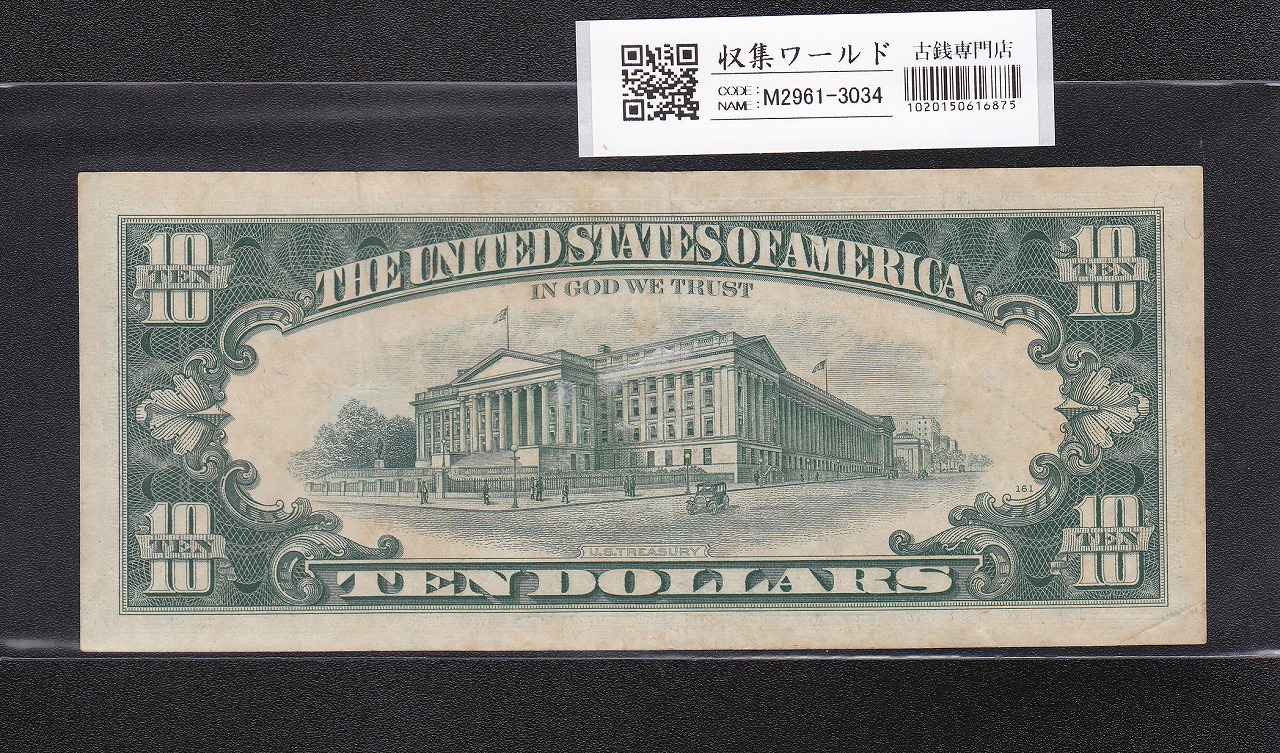 収集ワールド 古銭専門店
CODE:
NAME: M2961-3034
1020150616875
10 TEN 10
THE UNITED STATES OF AMERICA
10 TEN 10
IN GOD WE TRUST
161
10 TEN 10
U.S. TREASURY
10 TEN 10
TEN DOLLARS